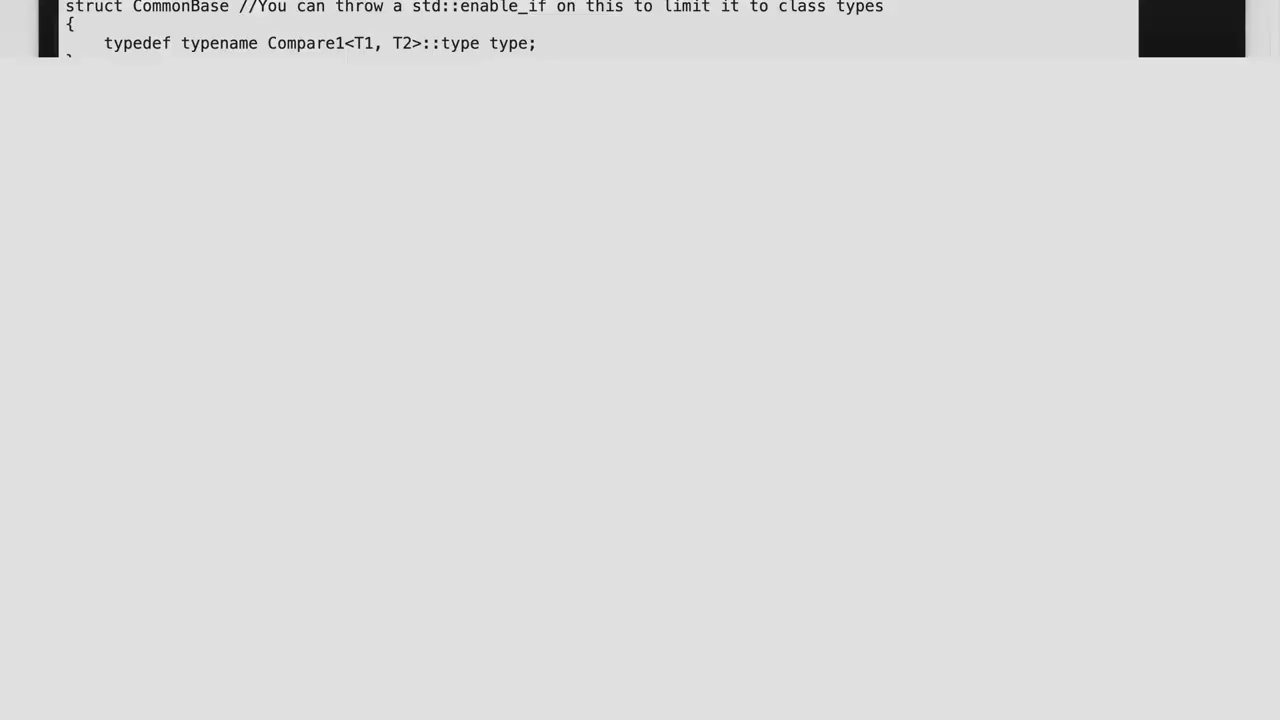 struct CommonBase //You can throw a std::enable_if on this to limit it to class types
{
    typedef typename Compare1<T1, T2>::type type;
}